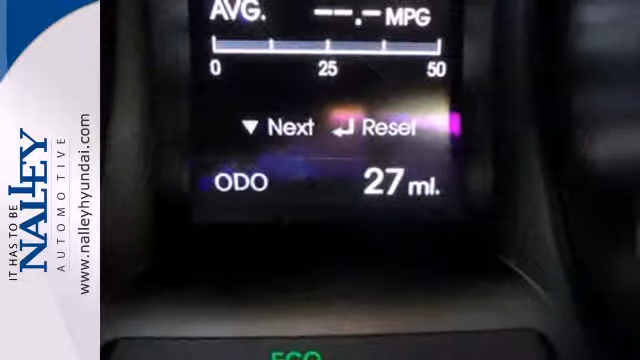 AVG. --.- MPG
0 25 50
▼ Next ↵ Reset
ODO 27 mi.
ECO
IT HAS TO BE
NALLEY
AUTOMOTIVE
www.nalleyhyundai.com